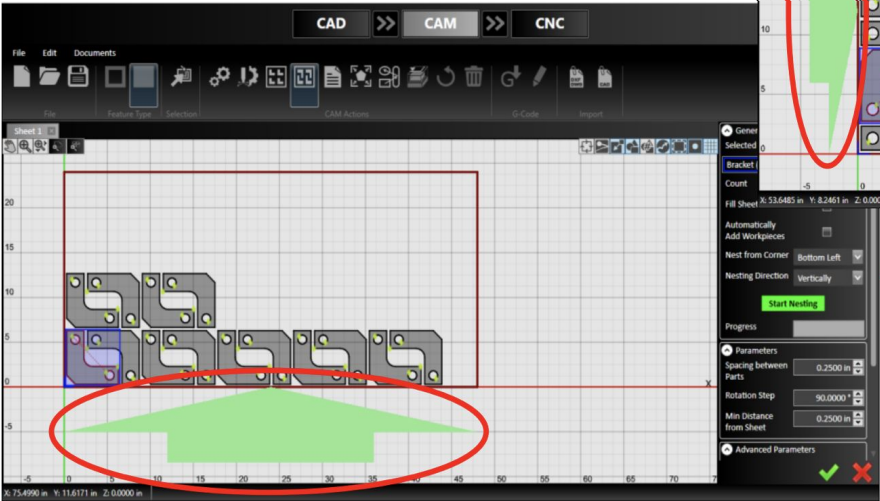 CAD >> CAM >> CNC
File Edit Documents
File Feature Type Selection CAM Actions G-Code Import
Sheet 1
Gener
Selected
Bracket (
Count
Fill Sheet
Automatically
Add Workpieces
Nest from Corner Bottom Left
Nesting Direction Vertically
Start Nesting
Progress
Parameters
Spacing between
Parts
0.2500 in
Rotation Step 90.0000 °
Min Distance
from Sheet
0.2500 in
Advanced Parameters
10
5
0
-5 0
X: 53.6485 in Y: 8.2461 in Z: 0.000
20
15
10
5
0
X
-5
-5 0 5 10 15 20 25 30 35 40 45 50 55 60 65 70 7
X: 75.4990 in Y: 11.6171 in Z: 0.0000 in